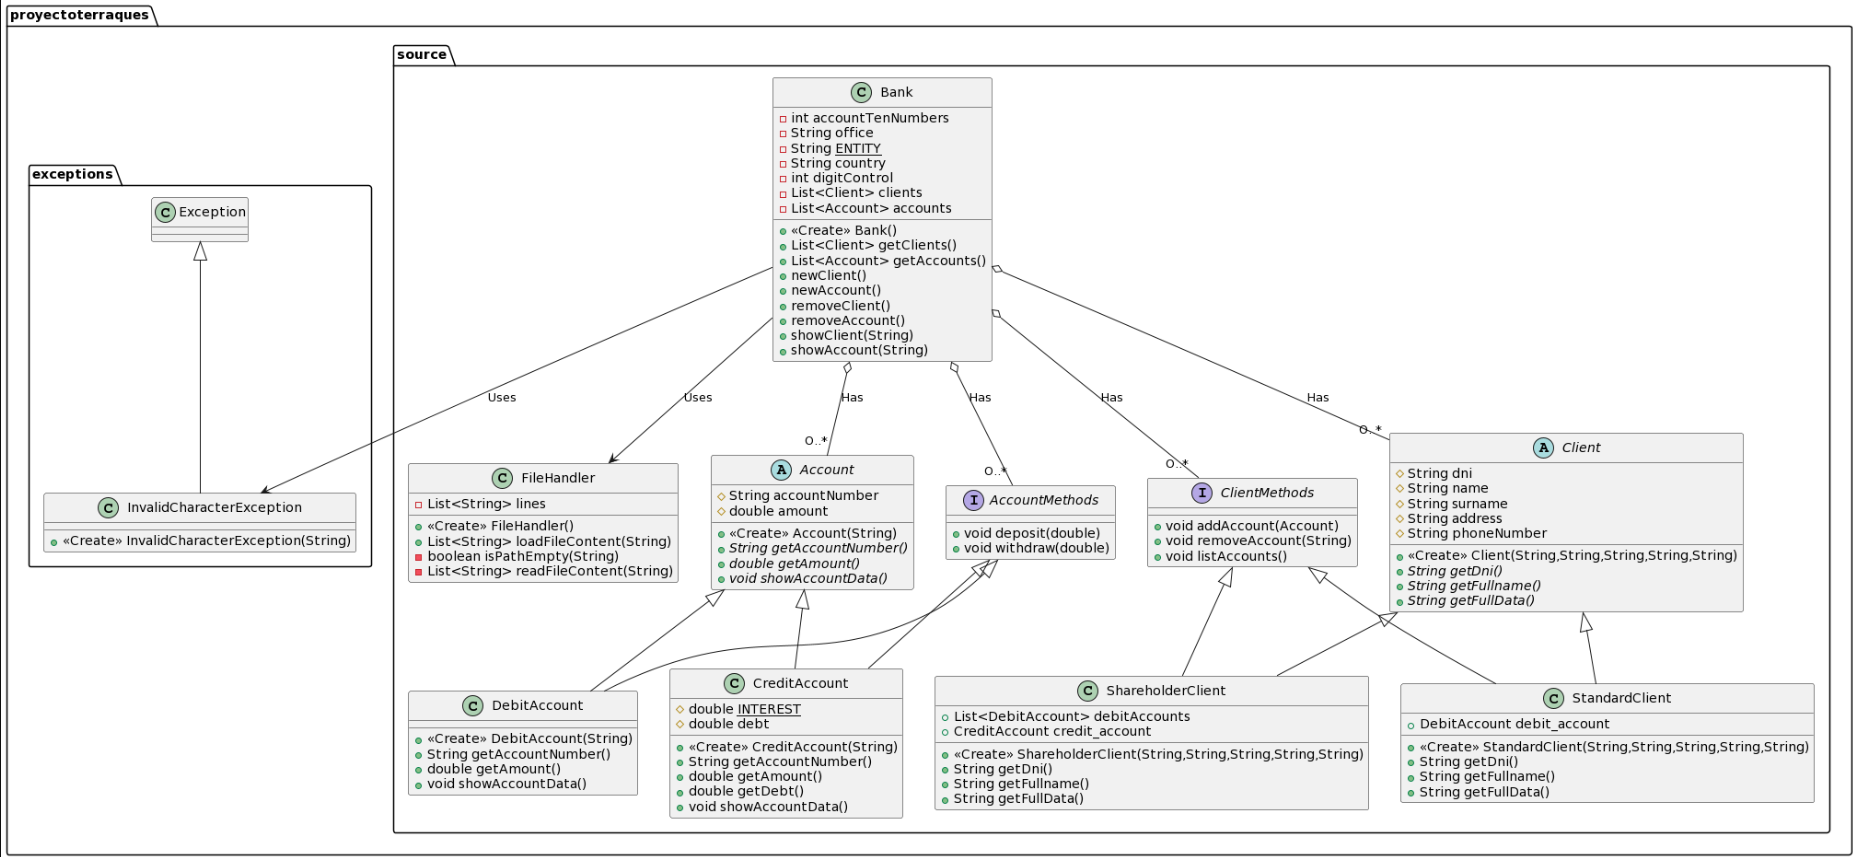 proyectoterraques
source
C Bank
int accountTenNumbers
String office
String ENTITY
String country
int digitControl
List<Client> clients
List<Account> accounts
«Create» Bank()
List<Client> getClients()
List<Account> getAccounts()
newClient()
newAccount()
removeClient()
removeAccount()
showClient(String)
showAccount(String)
exceptions
C Exception
Uses
Uses
Has
Has
Has
Has
O..*
O..*
O..*
O..*
C InvalidCharacterException
«Create» InvalidCharacterException(String)
C FileHandler
List<String> lines
«Create» FileHandler()
List<String> loadFileContent(String)
boolean isPathEmpty(String)
List<String> readFileContent(String)
A Account
String accountNumber
double amount
«Create» Account(String)
String getAccountNumber()
double getAmount()
void showAccountData()
I AccountMethods
void deposit(double)
void withdraw(double)
I ClientMethods
void addAccount(Account)
void removeAccount(String)
void listAccounts()
A Client
String dni
String name
String surname
String address
String phoneNumber
«Create» Client(String,String,String,String,String)
String getDni()
String getFullname()
String getFullData()
C DebitAccount
«Create» DebitAccount(String)
String getAccountNumber()
double getAmount()
void showAccountData()
C CreditAccount
double INTEREST
double debt
«Create» CreditAccount(String)
String getAccountNumber()
double getAmount()
double getDebt()
void showAccountData()
C ShareholderClient
List<DebitAccount> debitAccounts
CreditAccount credit_account
«Create» ShareholderClient(String,String,String,String,String)
String getDni()
String getFullname()
String getFullData()
C StandardClient
DebitAccount debit_account
«Create» StandardClient(String,String,String,String,String)
String getDni()
String getFullname()
String getFullData()